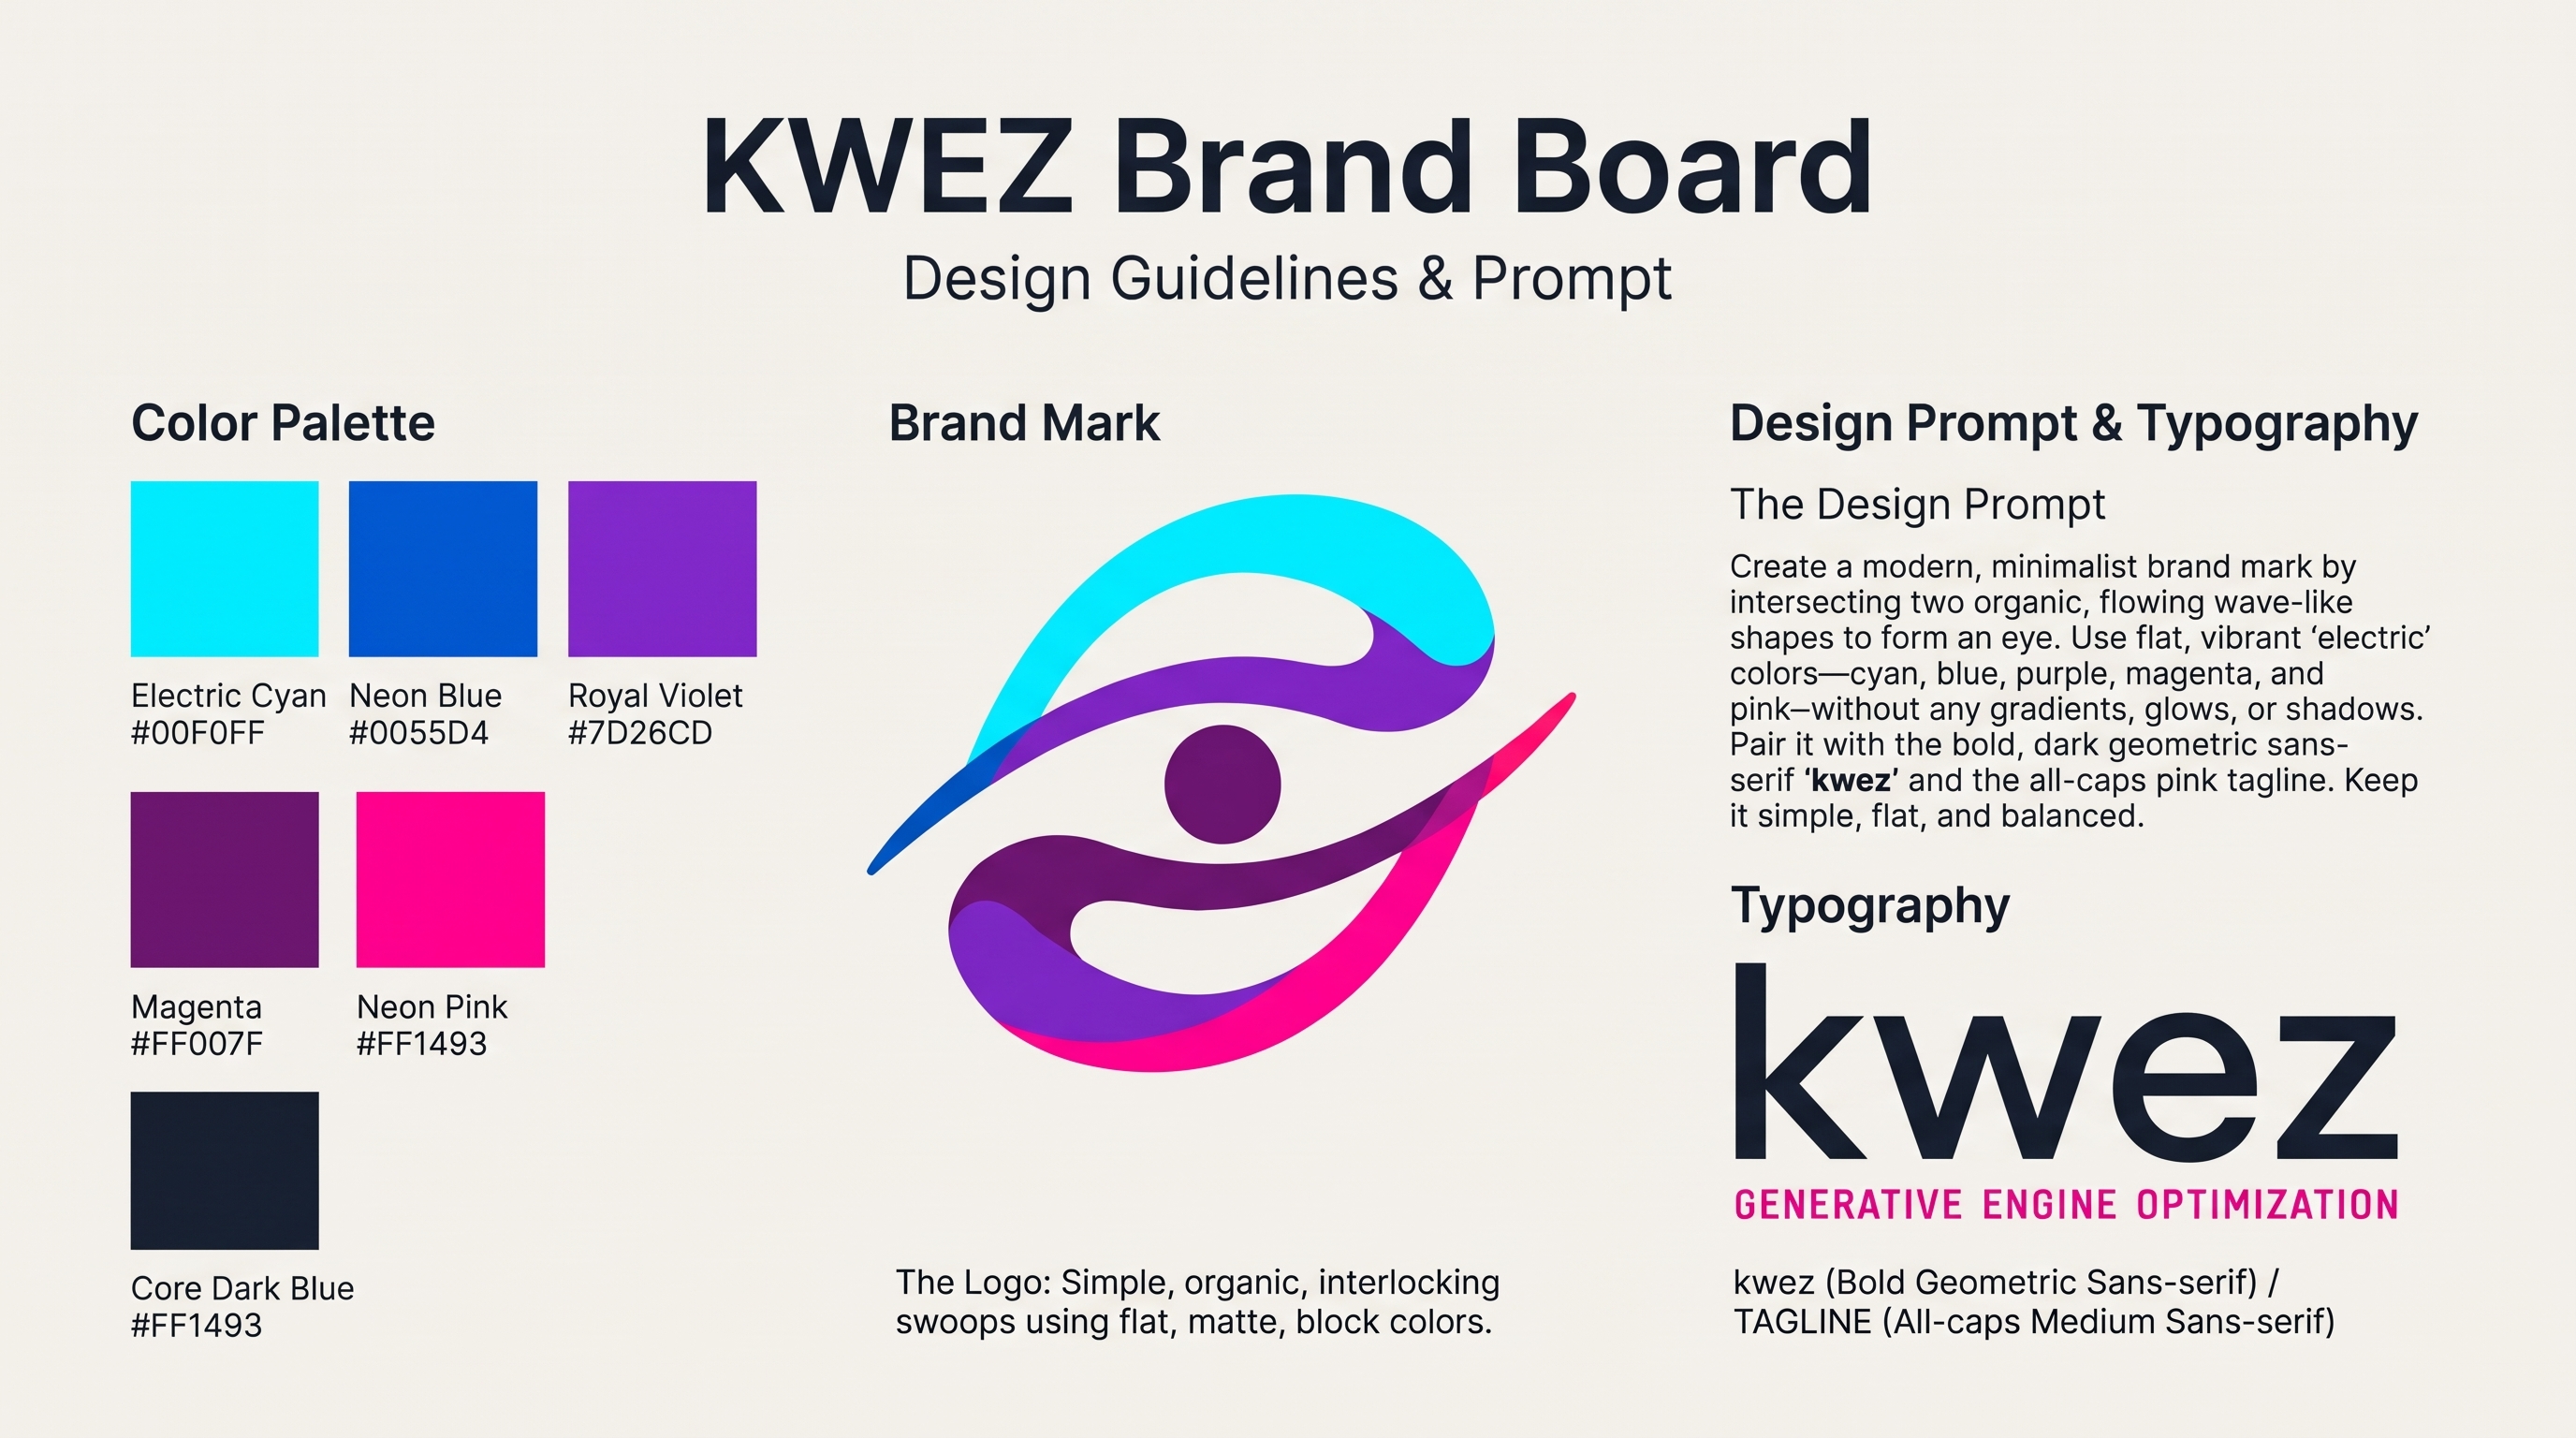 KWEZ Brand Board
Design Guidelines & Prompt
Color Palette
Electric Cyan
#00F0FF
Neon Blue
#0055D4
Royal Violet
#7D26CD
Magenta
#FF007F
Neon Pink
#FF1493
Core Dark Blue
#FF1493
Brand Mark
The Logo: Simple, organic, interlocking
swoops using flat, matte, block colors.
Design Prompt & Typography
The Design Prompt
Create a modern, minimalist brand mark by
intersecting two organic, flowing wave-like
shapes to form an eye. Use flat, vibrant ‘electric’
colors—cyan, blue, purple, magenta, and
pink—without any gradients, glows, or shadows.
Pair it with the bold, dark geometric sans-
serif ‘kwez’ and the all-caps pink tagline. Keep
it simple, flat, and balanced.
Typography
kwez
GENERATIVE ENGINE OPTIMIZATION
kwez (Bold Geometric Sans-serif) /
TAGLINE (All-caps Medium Sans-serif)